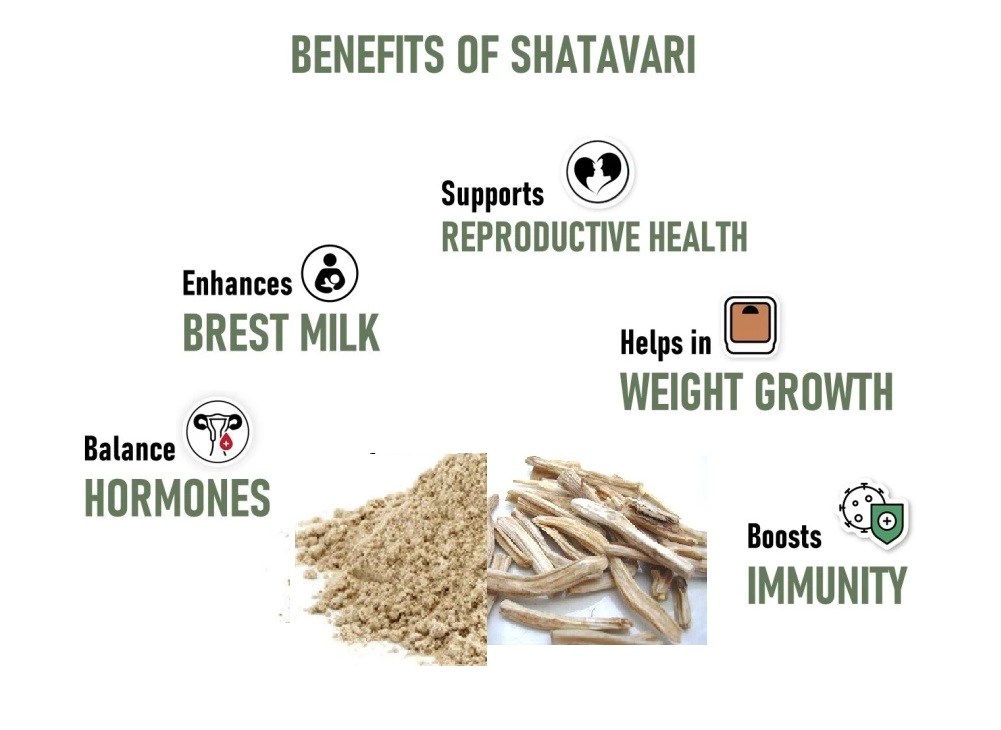 BENEFITS OF SHATAVARI
Supports
REPRODUCTIVE HEALTH
Enhances
BREST MILK
Helps in
WEIGHT GROWTH
Balance
HORMONES
Boosts
IMMUNITY